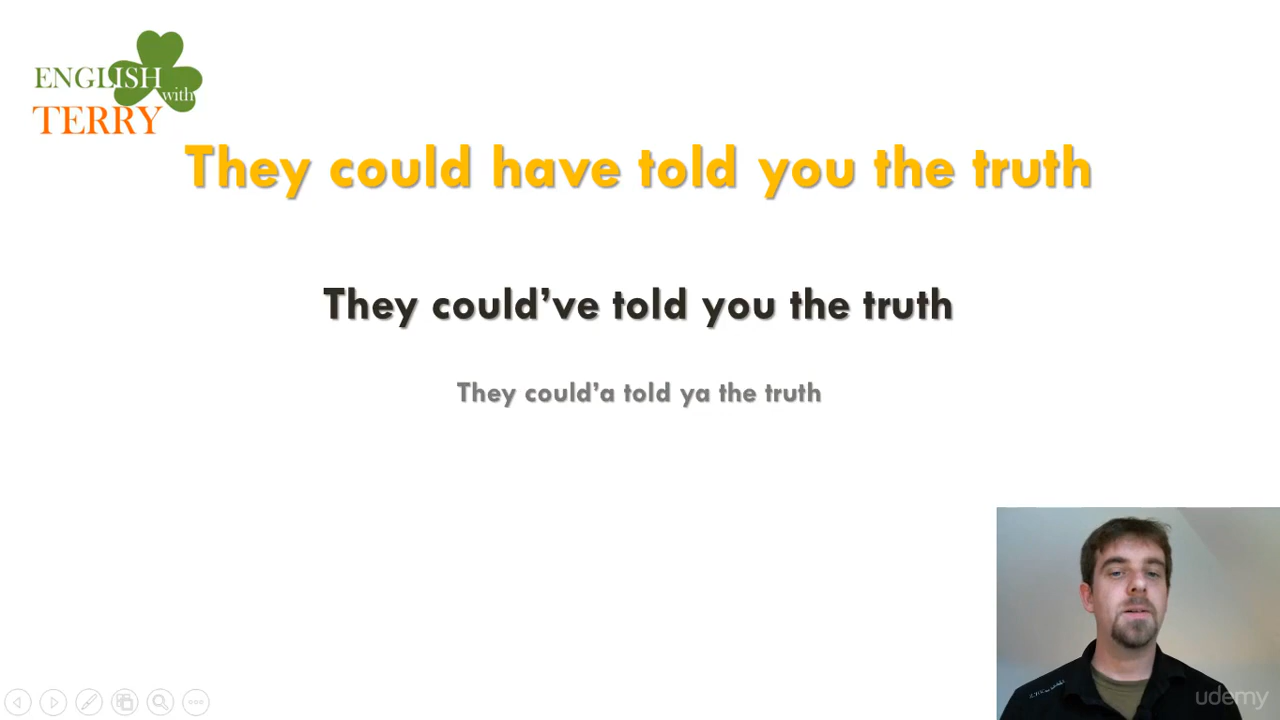 ENGLISH
with
TERRY
They could have told you the truth
They could’ve told you the truth
They could’a told ya the truth
udemy